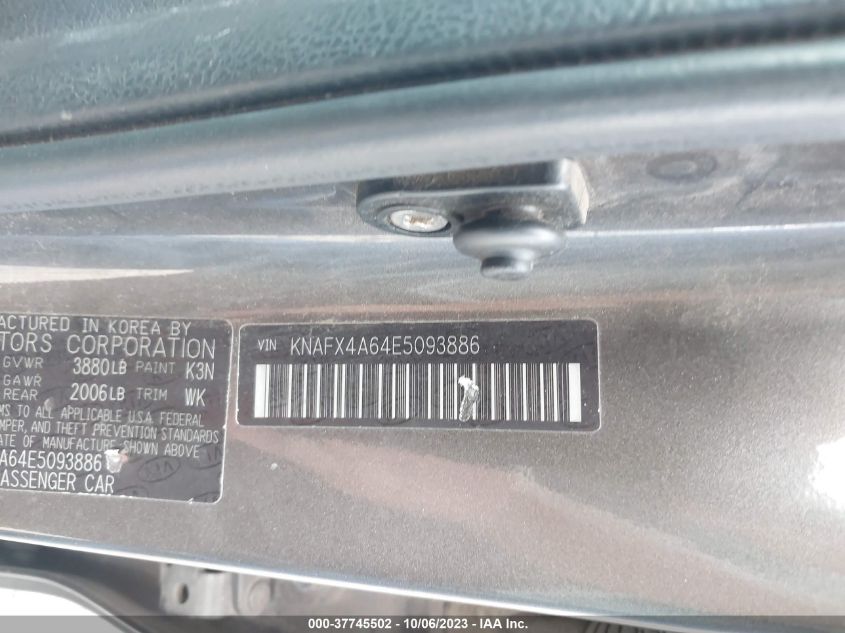 FACTURED IN KOREA BY
TORS CORPORATION
GVWR 3880LB PAINT K3N
GAWR
REAR 2006LB TRIM WK
MS TO ALL APPLICABLE U.S.A. FEDERAL
MPER, AND THEFT PREVENTION STANDARDS
ATE OF MANUFACTURE SHOWN ABOVE
A64E5093886
ASSENGER CAR
VIN KNAFX4A64E5093886
000-37745502 - 10/06/2023 - © IAA Inc.